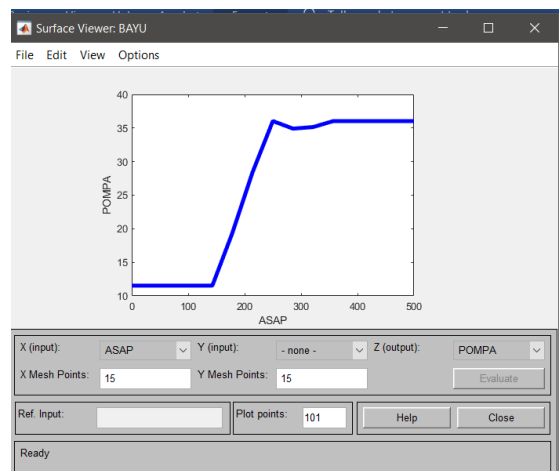 Surface Viewer: BAYU
File Edit View Options
40
35
30
25
20
15
10
POMPA
0 100 200 300 400 500
ASAP
X (input): ASAP Y (input): - none - Z (output): POMPA
X Mesh Points: 15 Y Mesh Points: 15 Evaluate
Ref. Input: Plot points: 101 Help Close
Ready